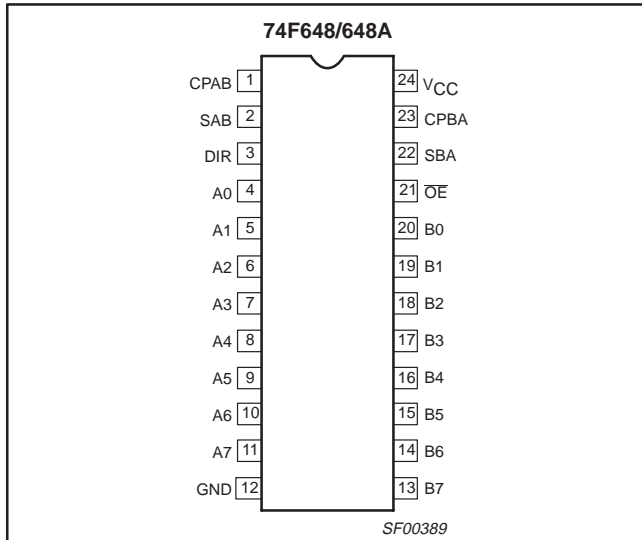 74F648/648A
CPAB 1 24 VCC
SAB 2 23 CPBA
DIR 3 22 SBA
A0 4 21 O̅E̅
A1 5 20 B0
A2 6 19 B1
A3 7 18 B2
A4 8 17 B3
A5 9 16 B4
A6 10 15 B5
A7 11 14 B6
GND 12 13 B7
SF00389